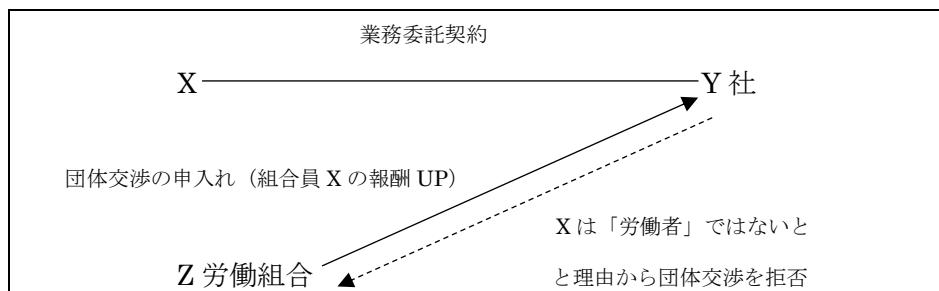 業務委託契約
X Y 社
団体交渉の申入れ（組合員 X の報酬 UP）
X は「労働者」ではないと
Z 労働組合 と理由から団体交渉を拒否